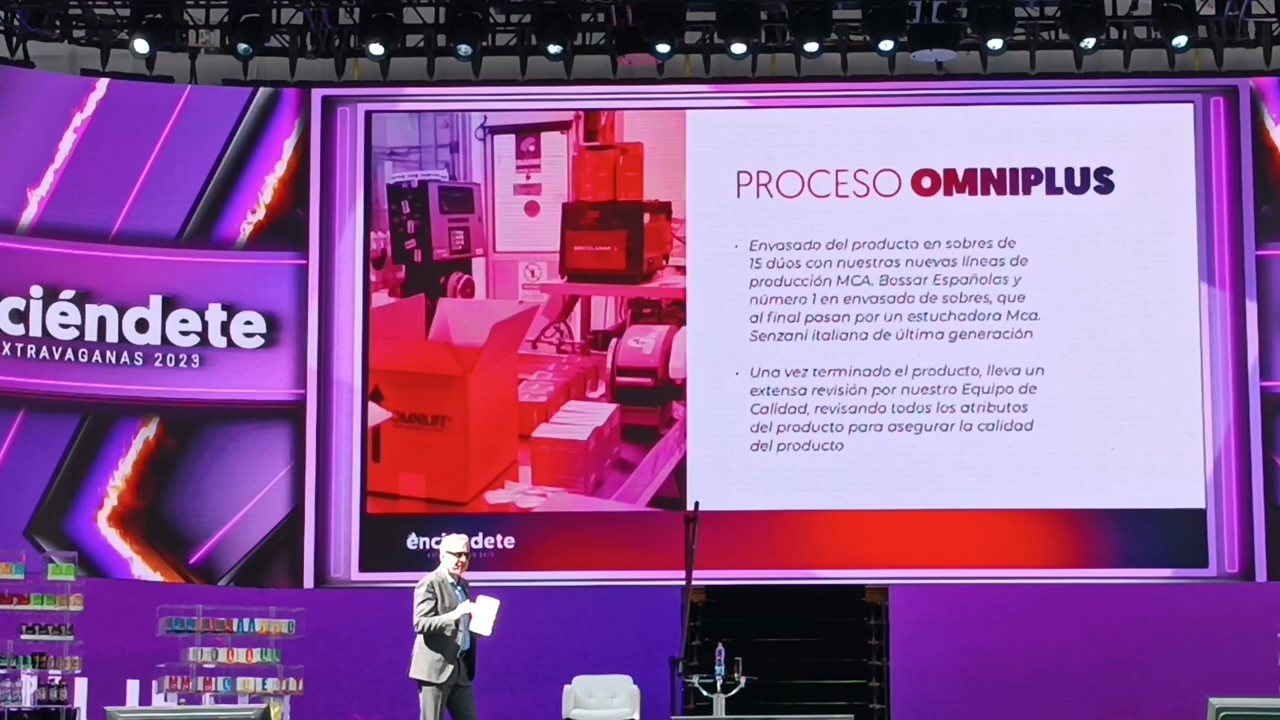 PROCESO OMNIPLUS
· Envasado del producto en sobres de
15 dúos con nuestras nuevas líneas de
producción MCA. Bossar Españolas y
número 1 en envasado de sobres, que
al final pasan por un estuchadora Mca.
Senzani italiana de última generación
· Una vez terminado el producto, lleva un
extensa revisión por nuestro Equipo de
Calidad, revisando todos los atributos
del producto para asegurar la calidad
del producto
ciéndete
XTRAVAGANAS 2023
OMNILIFE